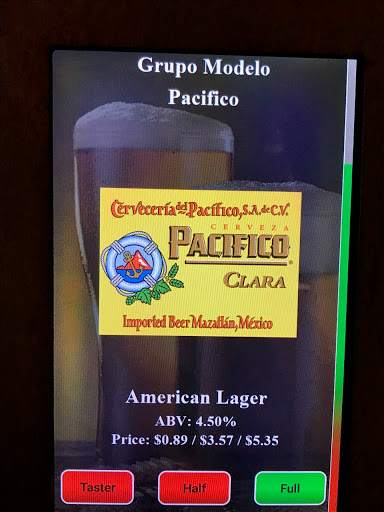 Grupo Modelo
Pacifico
Cervecería del Pacífico, S.A. de C.V.
CERVEZA
PACIFICO
CLARA
Imported Beer Mazatlán, México
American Lager
ABV: 4.50%
Price: $0.89 / $3.57 / $5.35
Taster Half Full